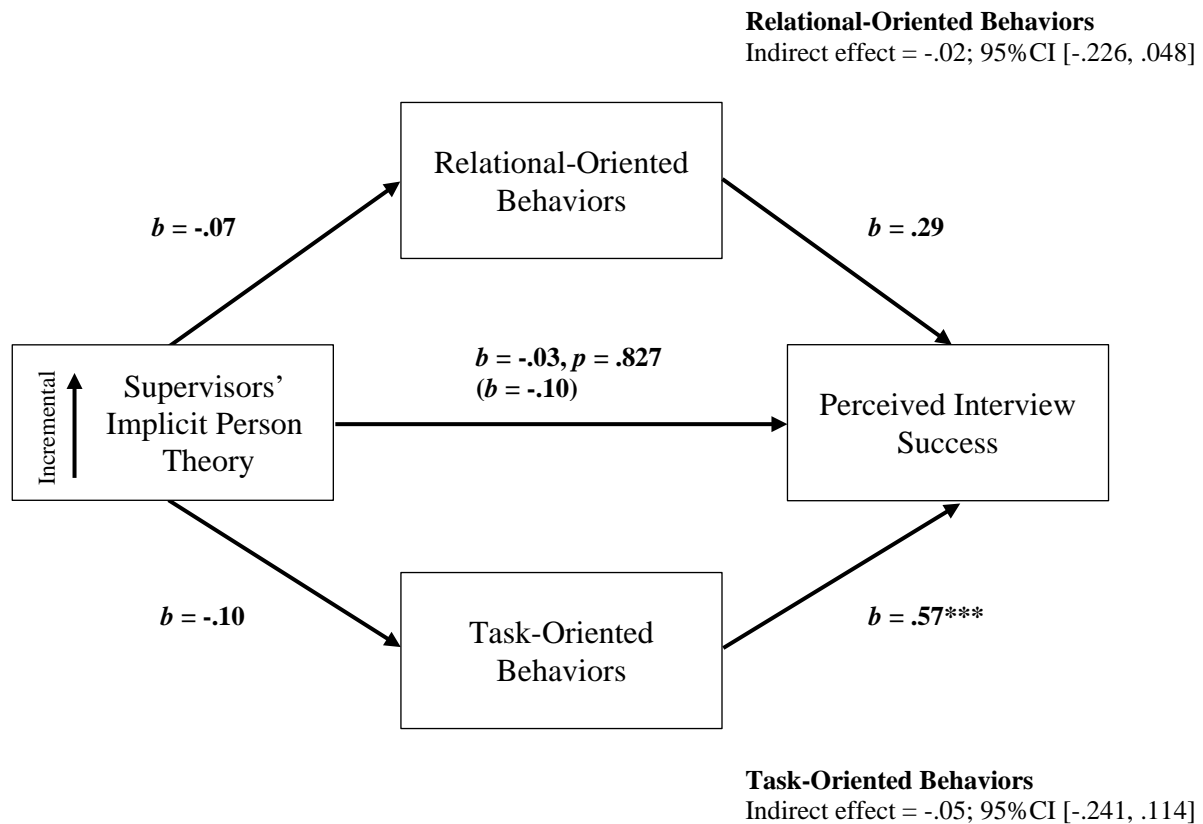 Relational-Oriented Behaviors
Indirect effect = -.02; 95%CI [-.226, .048]
Relational-Oriented
Behaviors
b = -.07
b = .29
b = -.03, p = .827
(b = -.10)
Incremental
Supervisors’
Implicit Person
Theory
Perceived Interview
Success
b = -.10
Task-Oriented
Behaviors
b = .57***
Task-Oriented Behaviors
Indirect effect = -.05; 95%CI [-.241, .114]